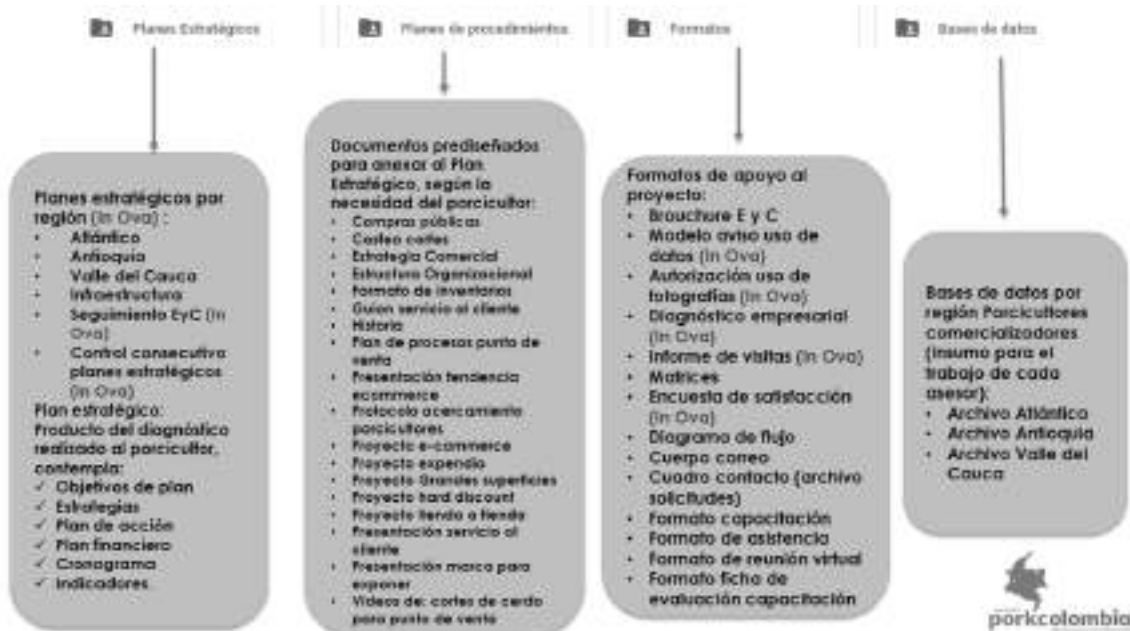 Planes Estratégicos
Planes de procedimientos
Formatos
Bases de datos
Planes estratégicos por
región (In Ova) :
• Atlántico
• Antioquia
• Valle del Cauca
• Infraestructura
• Seguimiento EyC (In
Ova)
• Control consecutivo
planes estratégicos
(In Ova)
Plan estratégico:
Producto del diagnóstico
realizado al porcicultor,
contempla:
✓ Objetivos de plan
✓ Estrategias
✓ Plan de acción
✓ Plan financiero
✓ Cronograma
✓ Indicadores
Documentos prediseñados
para anexar al Plan
Estratégico, según la
necesidad del porcicultor:
• Compras públicas
• Costeo cortes
• Estrategia Comercial
• Estructura Organizacional
• Formato de inventarios
• Guion servicio al cliente
• Historia
• Plan de procesos punto de
venta
• Presentación tendencia
ecommerce
• Protocolo acercamiento
porcicultores
• Proyecto e-commerce
• Proyecto expendio
• Proyecto Grandes superficies
• Proyecto hard discount
• Proyecto tienda a tienda
• Presentación servicio al
cliente
• Presentación marca para
exponer
• Videos de: cortes de cerdo
para punto de venta
Formatos de apoyo al
proyecto:
• Brouchure E y C
• Modelo aviso uso de
datos (In Ova)
• Autorización uso de
fotografías (In Ova)
• Diagnóstico empresarial
(In Ova)
• Informe de visitas (In Ova)
• Matrices
• Encuesta de satisfacción
(In Ova)
• Diagrama de flujo
• Cuerpo correo
• Cuadro contacto (archivo
solicitudes)
• Formato capacitación
• Formato de asistencia
• Formato de reunión virtual
• Formato ficha de
evaluación capacitación
Bases de datos por
región Porcicultores
comercializadores
(insumo para el
trabajo de cada
asesor):
• Archivo Atlántico
• Archivo Antioquia
• Archivo Valle del
Cauca
porkcolombia